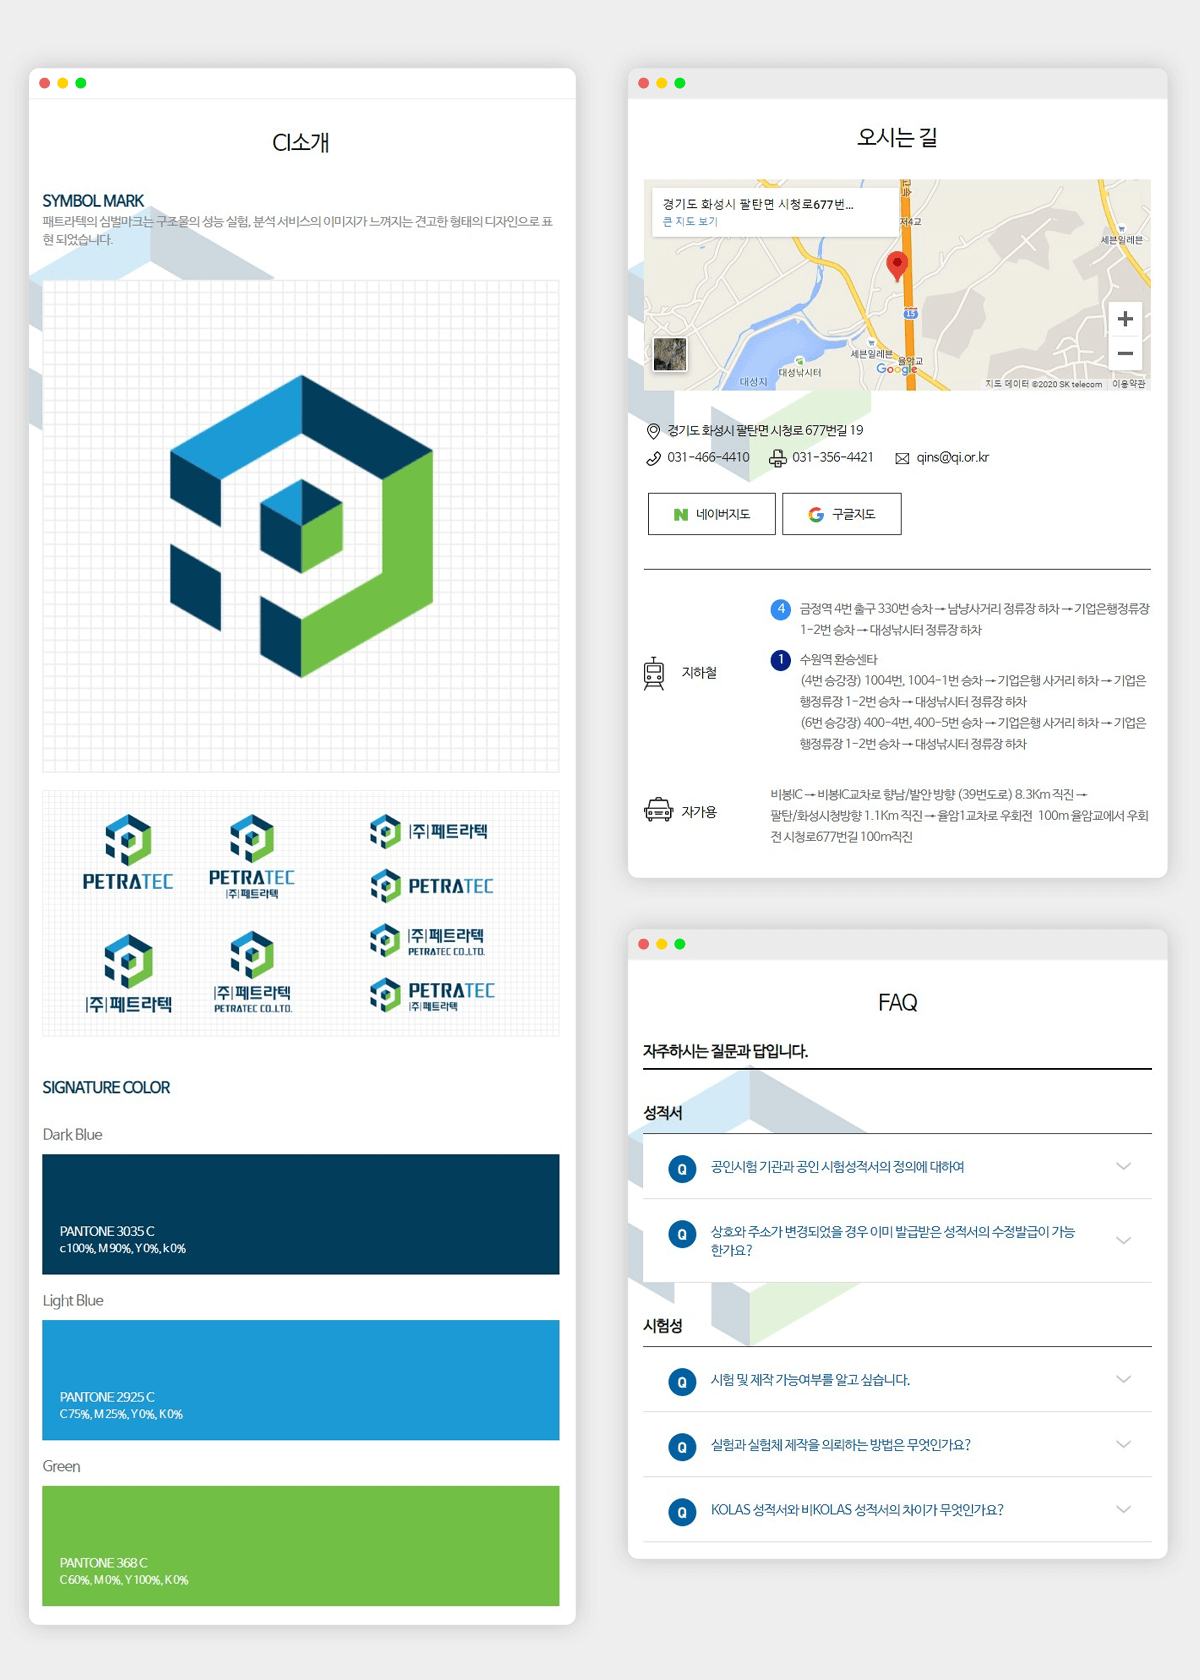 CI소개
SYMBOL MARK
패트라텍의 심벌마크는 구조물의 성능 실험, 분석 서비스의 이미지가 느껴지는 견고한 형태의 디자인으로 표
현 되었습니다.
PETRATEC
PETRATEC
|주|페트라텍
|주|페트라텍
|주|페트라텍
PETRATEC CO.,LTD.
|주|페트라텍
PETRATEC
|주|페트라텍
PETRATEC CO.,LTD.
PETRATEC
|주|페트라텍
SIGNATURE COLOR
Dark Blue
PANTONE 3035 C
c100%, M90%, Y0%, k0%
Light Blue
PANTONE 2925 C
C75%, M25%, Y0%, K0%
Green
PANTONE 368 C
C60%, M0%, Y100%, K0%
오시는 길
경기도 화성시 팔탄면 시청로677번...
큰 지도 보기
고속
저4교
세븐일레븐
15
세븐일레븐
율암교
Google
대성낚시터
대성지
지도 데이터 ©2020 SK telecom
이용약관
경기도 화성시 팔탄면 시청로 677번길 19
031-466-4410 031-356-4421 qins@qi.or.kr
네이버지도 구글지도
지하철
4 금정역 4번 출구 330번 승차 → 남냥사거리 정류장 하차 → 기업은행정류장
1-2번 승차 → 대성낚시터 정류장 하차
1 수원역 환승센타
(4번 승강장) 1004번, 1004-1번 승차 → 기업은행 사거리 하차 → 기업은
행정류장 1-2번 승차 → 대성낚시터 정류장 하차
(6번 승강장) 400-4번, 400-5번 승차 → 기업은행 사거리 하차 → 기업은
행정류장 1-2번 승차 → 대성낚시터 정류장 하차
자가용
비봉IC → 비봉IC교차로 향남/발안 방향 (39번도로) 8.3Km 직진 →
팔탄/화성시청방향 1.1Km 직진 → 율암1교차로 우회전 100m 율암교에서 우회
전 시청로677번길 100m직진
FAQ
자주하시는 질문과 답입니다.
성적서
Q 공인시험 기관과 공인 시험성적서의 정의에 대하여
Q 상호와 주소가 변경되었을 경우 이미 발급받은 성적서의 수정발급이 가능
한가요?
시험성
Q 시험 및 제작 가능여부를 알고 싶습니다.
Q 실험과 실험체 제작을 의뢰하는 방법은 무엇인가요?
Q KOLAS 성적서와 비KOLAS 성적서의 차이가 무엇인가요?